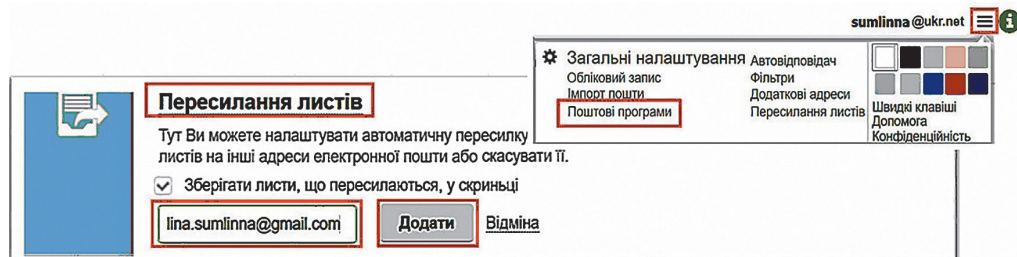 sumlinna@ukr.net
Загальні налаштування
Обліковий запис
Імпорт пошти
Поштові програми
Автовідповідач
Фільтри
Додаткові адреси
Пересилання листів
Швидкі клавіші
Допомога
Конфіденційність
Пересилання листів
Тут Ви можете налаштувати автоматичну пересилку
листів на інші адреси електронної пошти або скасувати її.
Зберігати листи, що пересилаються, у скриньці
lina.sumlinna@gmail.com
Додати
Відміна